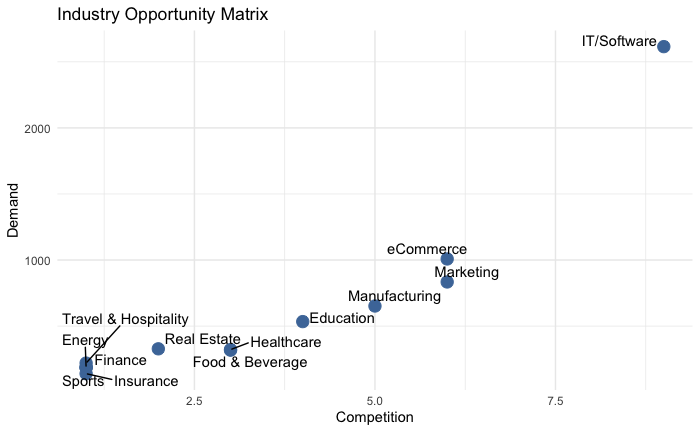 Industry Opportunity Matrix
IT/Software
2000
Demand
eCommerce
1000
Marketing
Manufacturing
Travel & Hospitality
Education
Energy
Real Estate
Healthcare
Finance
Food & Beverage
Sports
Insurance
2.5
5.0
7.5
Competition